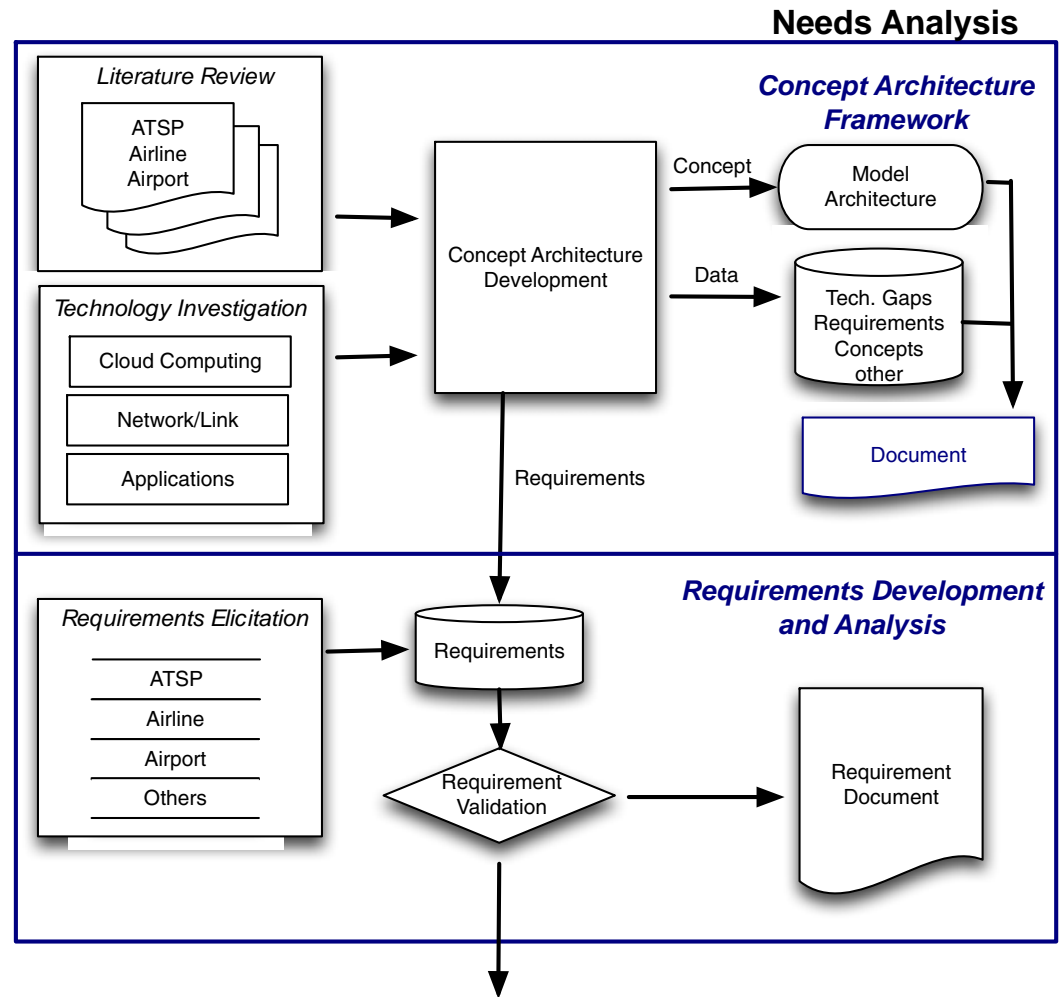 Needs Analysis
Literature Review
ATSP
Airline
Airport
Technology Investigation
Cloud Computing
Network/Link
Applications
Concept Architecture
Development
Concept
Data
Requirements
Concept Architecture
Framework
Model
Architecture
Tech. Gaps
Requirements
Concepts
other
Document
Requirements Development
and Analysis
Requirements Elicitation
ATSP
Airline
Airport
Others
Requirements
Requirement
Validation
Requirement
Document